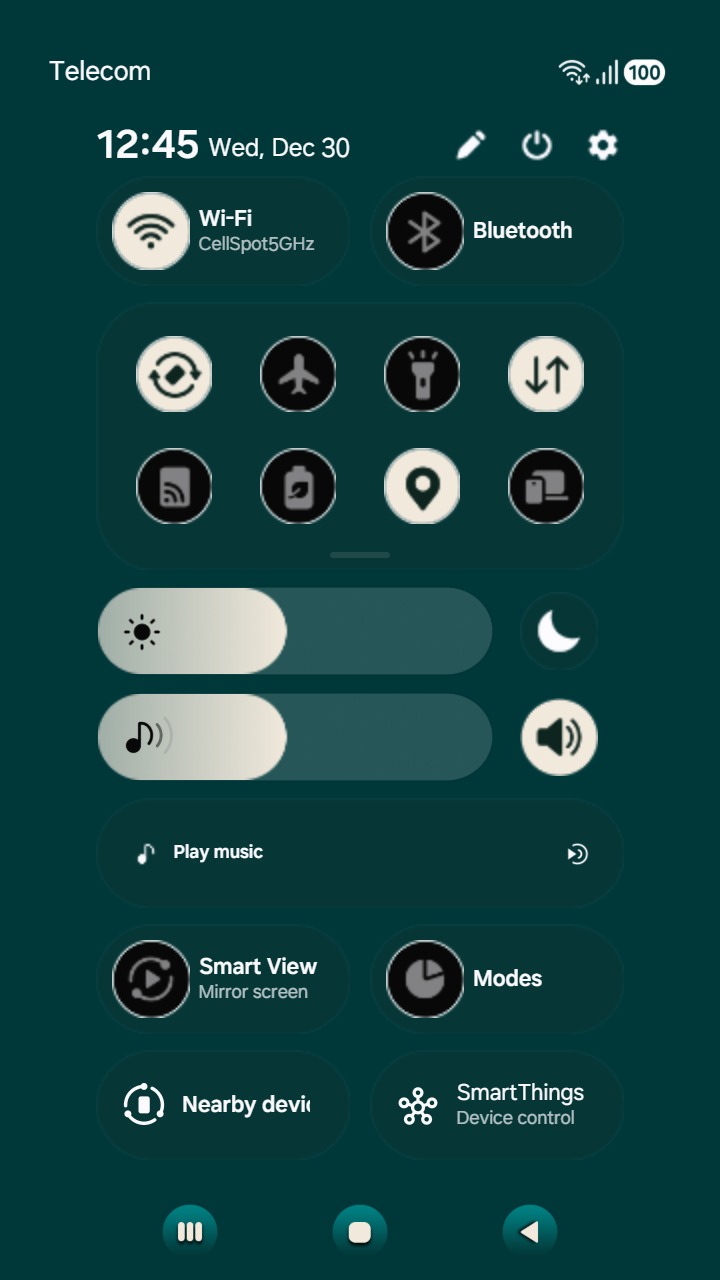 Telecom
100
12:45 Wed, Dec 30
Wi-Fi
CellSpot5GHz
Bluetooth
Play music
Smart View
Mirror screen
Modes
Nearby devi
SmartThings
Device control